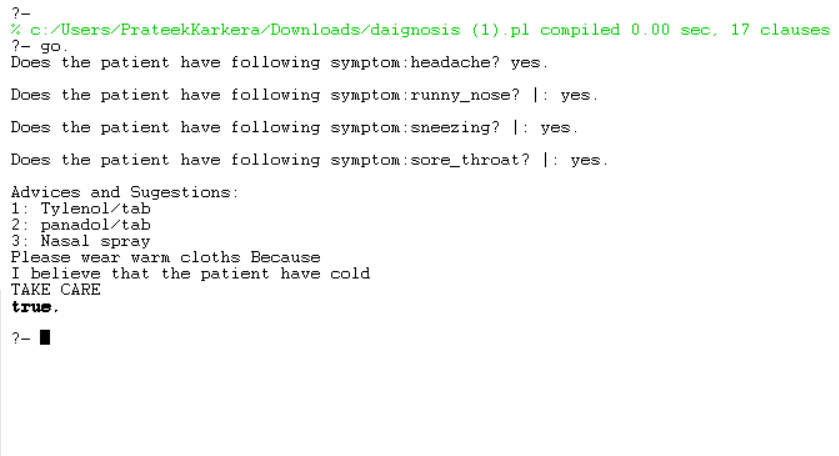 ?-
% c:/Users/PrateekKarkera/Downloads/daignosis (1).pl compiled 0.00 sec, 17 clauses
?- go.
Does the patient have following symptom:headache? yes.
Does the patient have following symptom:runny_nose? |: yes.
Does the patient have following symptom:sneezing? |: yes.
Does the patient have following symptom:sore_throat? |: yes.
Advices and Sugestions:
1: Tylenol/tab
2: panadol/tab
3: Nasal spray
Please wear warm cloths Because
I believe that the patient have cold
TAKE CARE
true.
?-